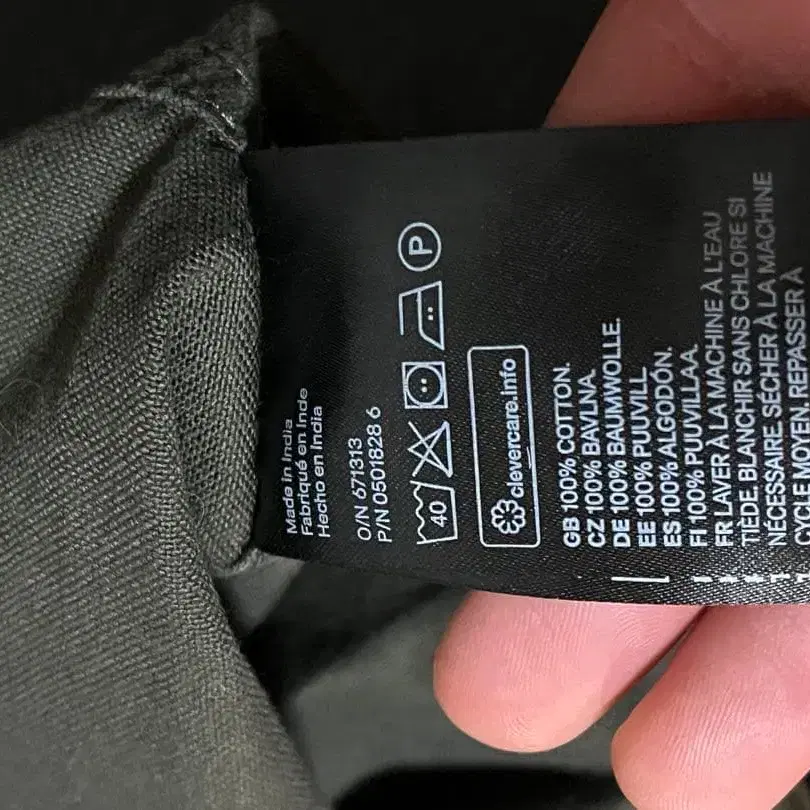 Made in India
Fabriqué en Inde
Hecho en India
O/N 671313
P/N 0501828 6
40
P
clevercare.info
GB 100% COTTON.
CZ 100% BAVLNA.
DE 100% BAUMWOLLE.
EE 100% PUUVILL.
ES 100% ALGODÓN.
FI 100% PUUVILLAA.
FR LAVER À LA MACHINE À L'EAU
TIÈDE. BLANCHIR SANS CHLORE SI
NÉCESSAIRE. SÉCHER À LA MACHINE
CYCLE MOYEN. REPASSER À